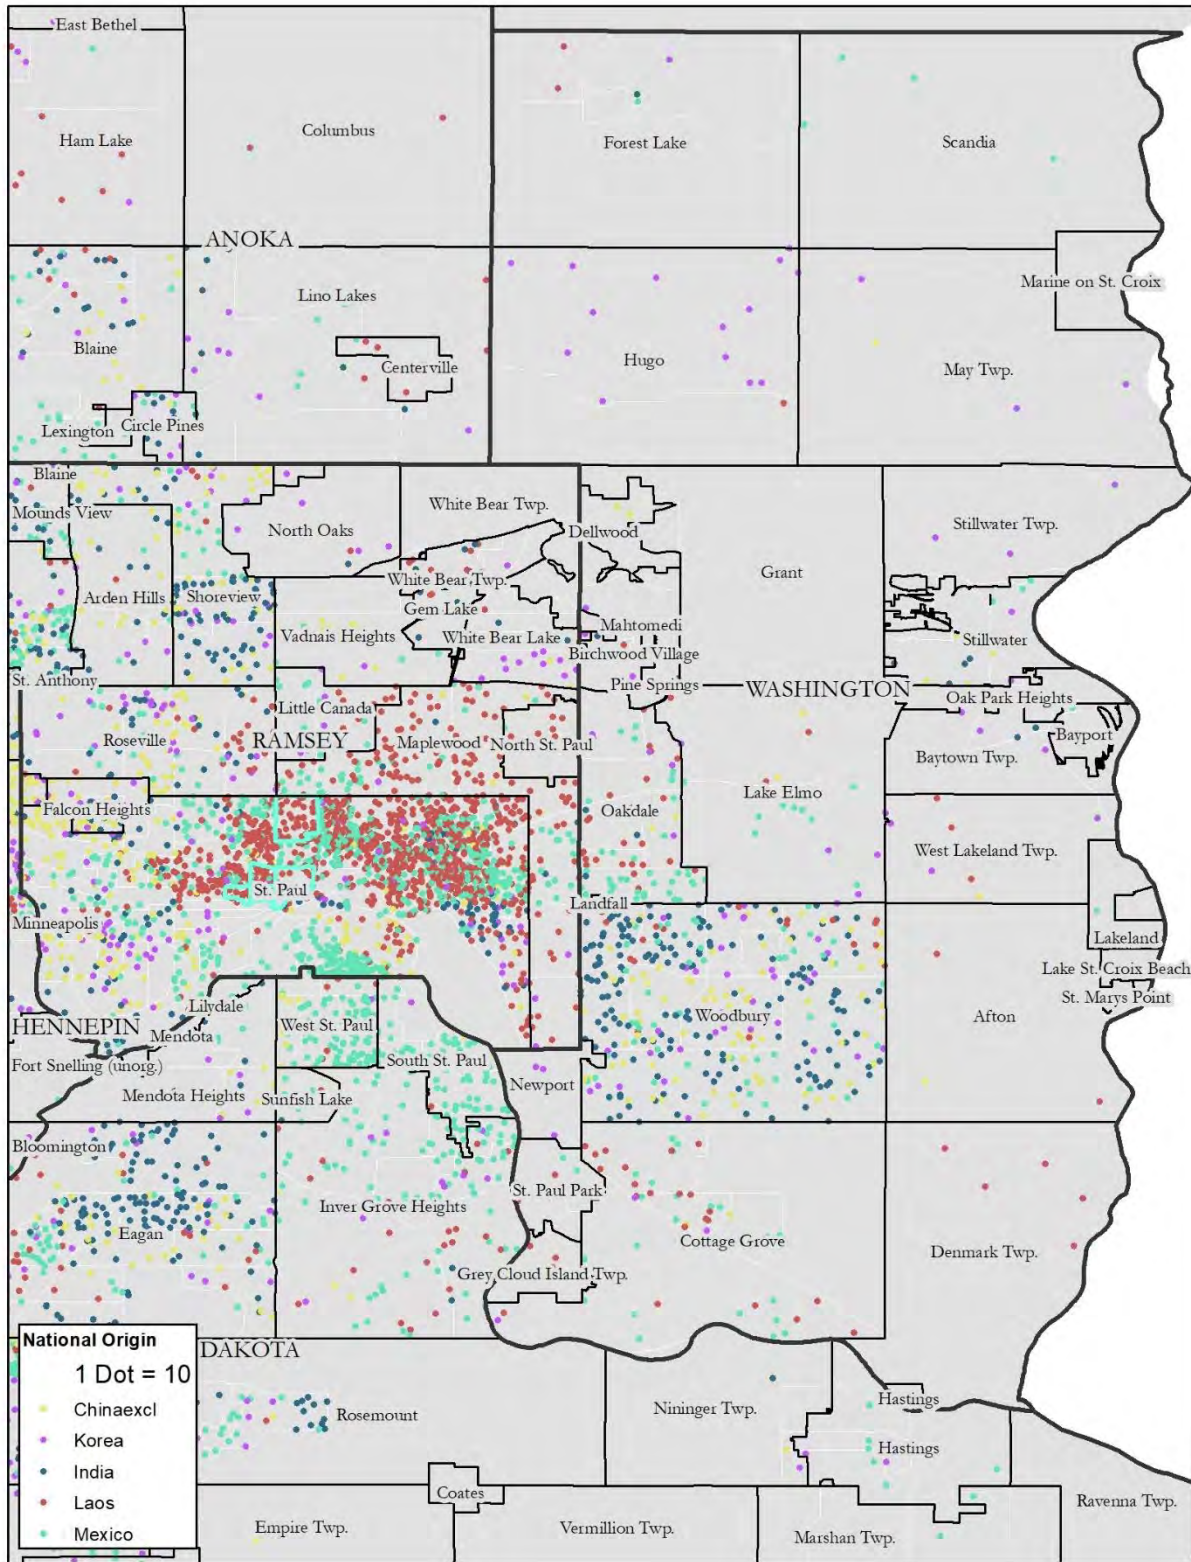 East Bethel
Ham Lake
Columbus
Forest Lake
Scandia
ANOKA
Marine on St. Croix
Lino Lakes
Blaine
Centerville
Hugo
May Twp.
Lexington
Circle Pines
Blaine
Mounds View
North Oaks
White Bear Twp.
Stillwater Twp.
Dellwood
Grant
White Bear Twp.
Arden Hills
Shoreview
Gem Lake
Vadnais Heights
White Bear Lake
Mahtomedi
Stillwater
Birchwood Village
St. Anthony
Pine Springs
WASHINGTON
Oak Park Heights
Little Canada
Roseville
RAMSEY
Maplewood
North St. Paul
Bayport
Baytown Twp.
Falcon Heights
Oakdale
Lake Elmo
West Lakeland Twp.
St. Paul
Landfall
Minneapolis
Lakeland
Lake St. Croix Beach
St. Marys Point
Lilydale
Woodbury
Afton
HENNEPIN
Mendota
West St. Paul
South St. Paul
Fort Snelling (unorg.)
Mendota Heights
Sunfish Lake
Newport
Bloomington
Eagan
Inver Grove Heights
St. Paul Park
Cottage Grove
Denmark Twp.
Grey Cloud Island Twp.
National Origin
1 Dot = 10
Chinaexcl
Korea
India
Laos
Mexico
DAKOTA
Rosemount
Nininger Twp.
Hastings
Hastings
Coates
Ravenna Twp.
Empire Twp.
Vermillion Twp.
Marshan Twp.